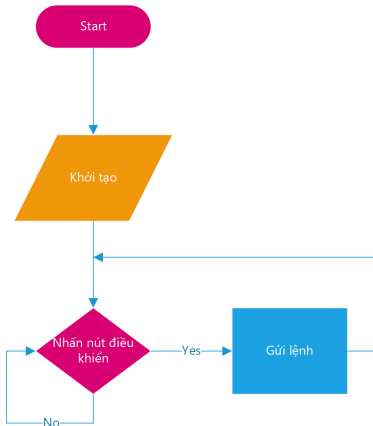 Start
Khởi tạo
Nhấn nút điều
khiển
Yes
Gửi lệnh
No